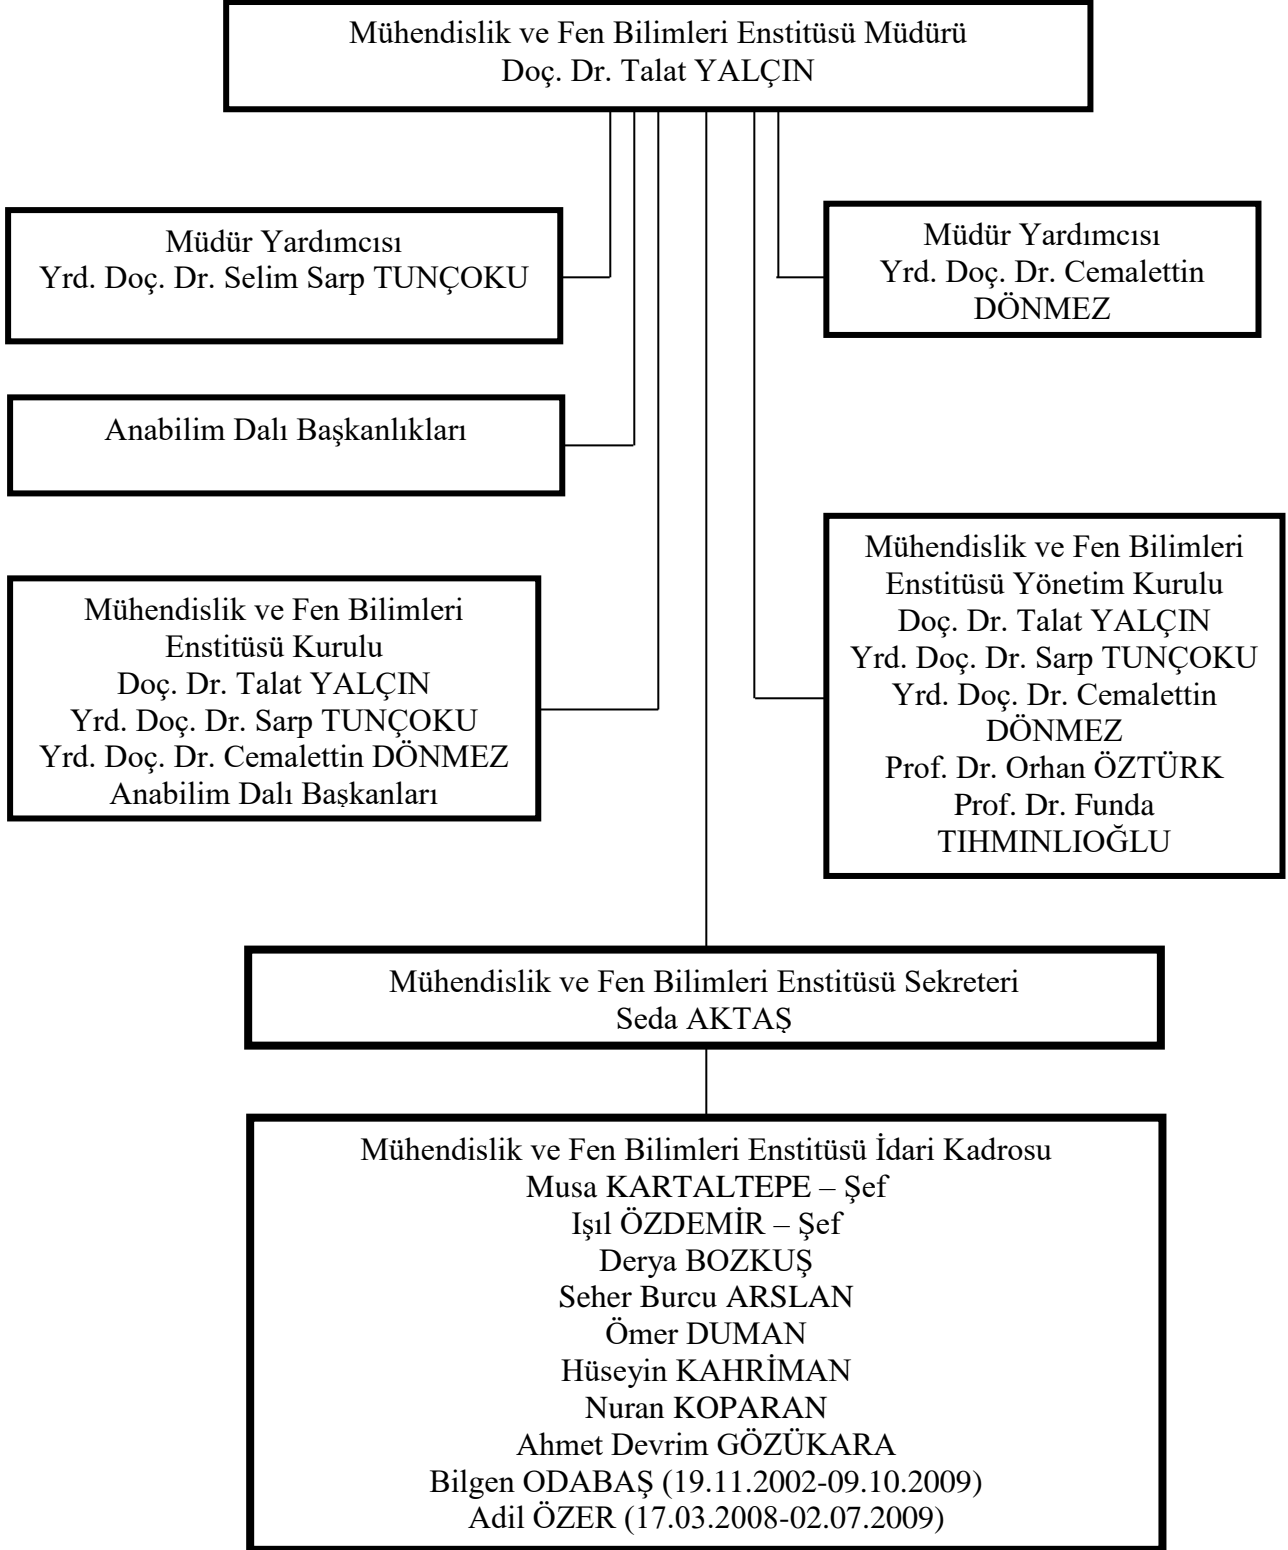 Mühendislik ve Fen Bilimleri Enstitüsü Müdürü
Doç. Dr. Talat YALÇIN
Müdür Yardımcısı
Yrd. Doç. Dr. Selim Sarp TUNÇOKU
Müdür Yardımcısı
Yrd. Doç. Dr. Cemalettin
DÖNMEZ
Anabilim Dalı Başkanlıkları
Mühendislik ve Fen Bilimleri
Enstitüsü Kurulu
Doç. Dr. Talat YALÇIN
Yrd. Doç. Dr. Sarp TUNÇOKU
Yrd. Doç. Dr. Cemalettin DÖNMEZ
Anabilim Dalı Başkanları
Mühendislik ve Fen Bilimleri
Enstitüsü Yönetim Kurulu
Doç. Dr. Talat YALÇIN
Yrd. Doç. Dr. Sarp TUNÇOKU
Yrd. Doç. Dr. Cemalettin
DÖNMEZ
Prof. Dr. Orhan ÖZTÜRK
Prof. Dr. Funda
TIHMINLIOĞLU
Mühendislik ve Fen Bilimleri Enstitüsü Sekreteri
Seda AKTAŞ
Mühendislik ve Fen Bilimleri Enstitüsü İdari Kadrosu
Musa KARTALTEPE – Şef
Işıl ÖZDEMİR – Şef
Derya BOZKUŞ
Seher Burcu ARSLAN
Ömer DUMAN
Hüseyin KAHRİMAN
Nuran KOPARAN
Ahmet Devrim GÖZÜKARA
Bilgen ODABAŞ (19.11.2002-09.10.2009)
Adil ÖZER (17.03.2008-02.07.2009)